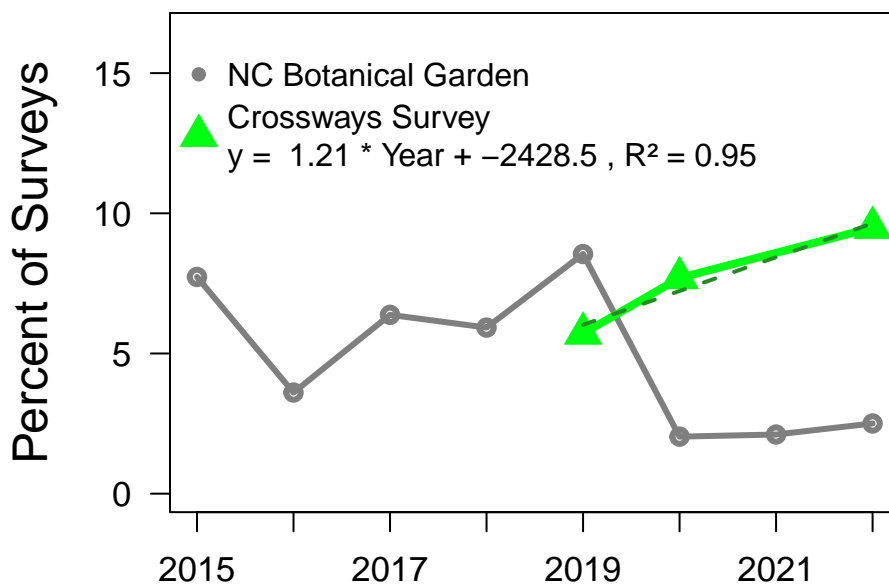 Percent of Surveys
15
10
5
0
NC Botanical Garden
Crossways Survey
y = 1.21 * Year + −2428.5 , R² = 0.95
2015
2017
2019
2021